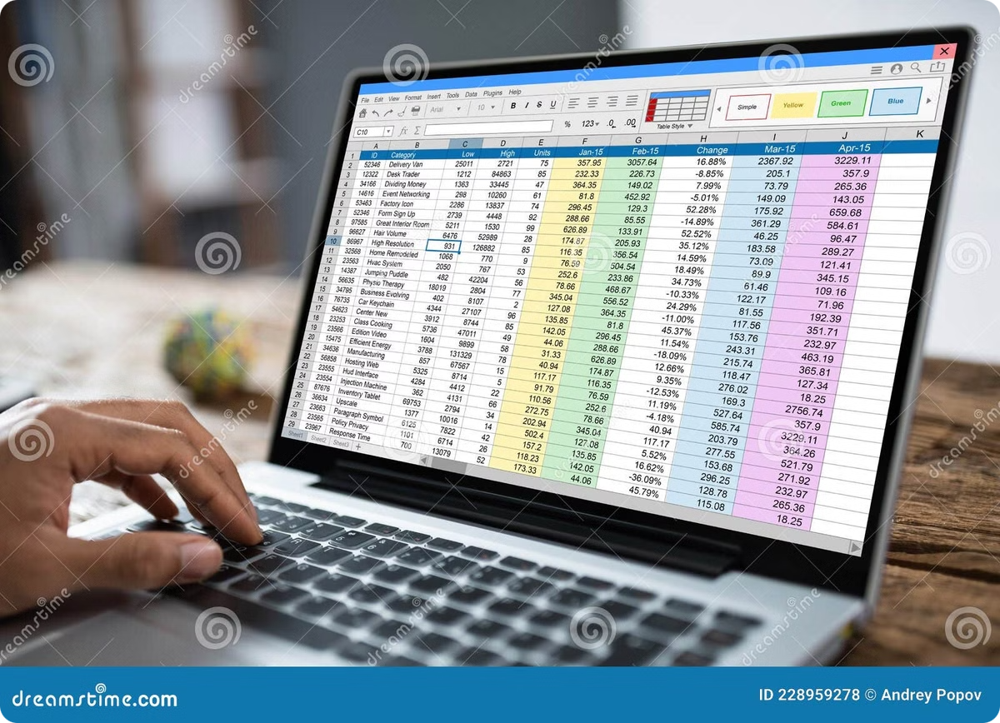 File Edit View Format Insert Tools Data Plugins Help
Arial 10 B I S U
Simple Yellow Green Blue
C10 fx Σ % 123 .0 .00 Table Style
A B C D E F G H I J K
1 ID Category Low High Units Jan-15 Feb-15 Change Mar-15 Apr-15
2 52346 Delivery Van 25011 2721 75 357.95 3057.64 16.88% 2367.92 3229.11
3 12322 Desk Trader 1212 84863 85 232.33 226.73 -8.85% 205.1 357.9
4 34166 Dividing Money 1363 33445 47 364.35 149.02 7.99% 73.79 265.36
5 14616 Event Networking 298 10260 61 81.8 452.92 -5.01% 149.09 143.05
6 53463 Factory Icon 2286 13837 74 296.45 129.3 52.28% 175.92 659.68
7 52346 Form Sign Up 2739 4448 92 288.66 85.55 -14.89% 361.29 584.61
8 97585 Great Interior Room 5211 1530 99 626.89 133.91 52.52% 46.25 96.47
9 96627 Hair Volume 6476 52989 28 174.87 205.93 35.12% 183.58 289.27
10 86967 High Resolution 931 126882 85 116.35 356.54 14.59% 73.09 121.41
11 32568 Home Remodeled 1068 770 9 76.59 504.54 18.49% 89.9 345.15
12 12563 Hvac System 2050 767 53 252.6 233.86 34.73% 61.46 109.16
13 14387 Jumping Puddle 482 42204 56 78.66 468.67 -10.33% 122.17 71.96
14 56635 Physio Therapy 18019 2804 77 345.04 556.52 24.29% 81.55 192.39
15 34795 Business Evolving 402 8107 2 127.08 364.35 -11.00% 117.56 351.71
16 76735 Car Keychain 4344 27107 96 135.85 81.8 45.37% 153.76 232.97
17 54623 Center New 3912 8744 85 142.05 296.45 11.54% 243.31 463.19
18 23253 Class Cooking 5736 47011 49 44.06 288.66 -18.09% 215.74 365.81
19 23656 Edition Video 1604 9899 58 31.33 626.89 12.66% 118.47 127.34
20 15475 Efficient Energy 3788 131329 78 40.94 174.87 9.35% 276.02 18.25
21 34636 Manufacturing 857 67567 15 117.17 116.35 -12.53% 169.3 2756.74
22 56858 Hosting Web 5325 8714 5 91.79 76.59 11.19% 527.64 357.9
23 23555 Hud Interface 4284 4412 22 110.56 252.6 -4.18% 585.74 3229.11
24 23554 Injection Machine 362 4131 66 272.75 78.66 40.94 203.79 364.26
25 87676 Inventory Tablet 69753 2794 34 202.94 345.04 117.17 277.55 521.79
26 36634 Upscale 1377 10016 14 502.4 127.08 5.52% 153.68 271.92
27 36563 Paragraph Symbol 6125 7822 42 157.2 135.85 16.62% 296.25 232.97
28 23565 Policy Privacy 1101 6714 26 118.23 142.05 -36.09% 128.78 265.36
29 23967 Response Time 700 13079 52 173.33 44.06 45.79% 115.08 18.25
Sheet1 Sheet2 Sheet3 +
dreamstime.com
ID 228959278 © Andrey Popov